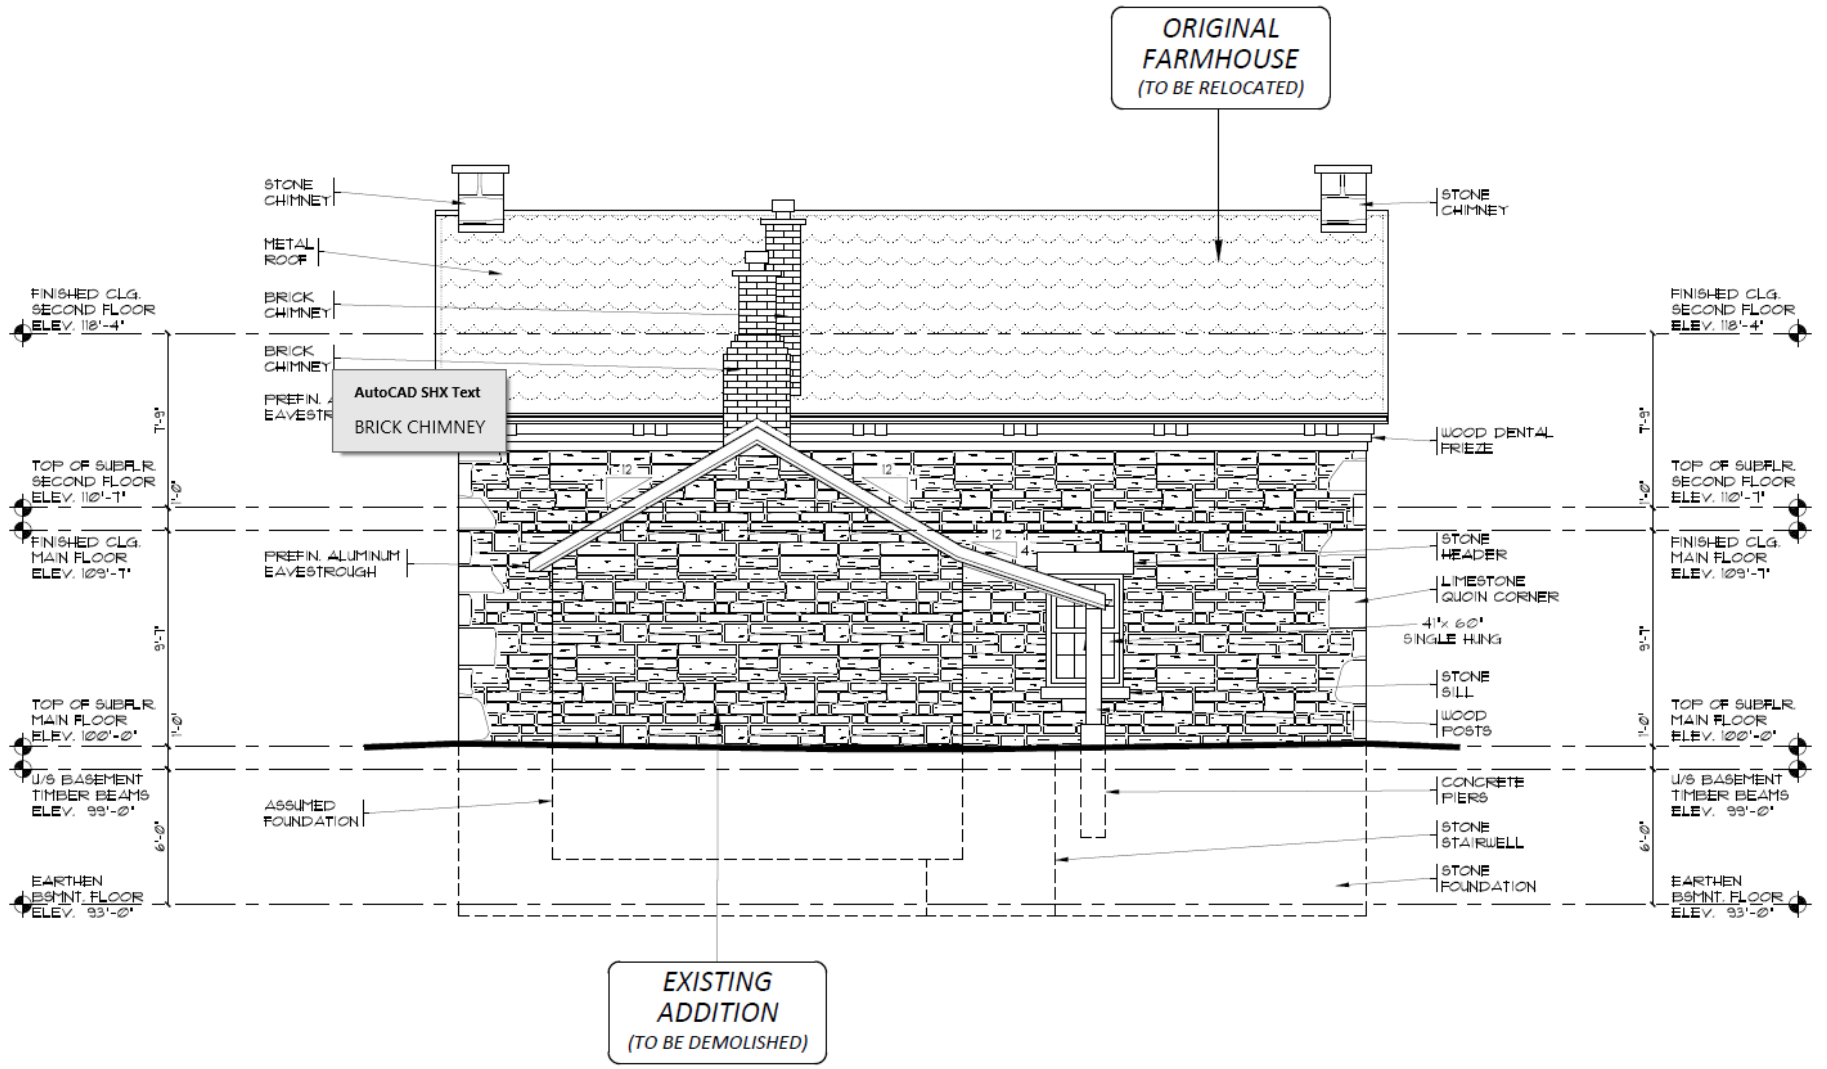 ORIGINAL
FARMHOUSE
(TO BE RELOCATED)
STONE
CHIMNEY
METAL
ROOF
BRICK
CHIMNEY
BRICK
CHIMNEY
AutoCAD SHX Text
BRICK CHIMNEY
PREFIN. A
EAVESTR
PREFIN. ALUMINUM
EAVESTROUGH
ASSUMED
FOUNDATION
FINISHED CLG.
SECOND FLOOR
ELEV. 118'-4"
7'-9"
TOP OF SUBFLR.
SECOND FLOOR
ELEV. 110'-7"
1'-0"
FINISHED CLG.
MAIN FLOOR
ELEV. 109'-7"
9'-7"
TOP OF SUBFLR.
MAIN FLOOR
ELEV. 100'-0"
1'-0"
U/S BASEMENT
TIMBER BEAMS
ELEV. 99'-0"
6'-0"
EARTHEN
BSMNT. FLOOR
ELEV. 93'-0"
12
7
12
7
12
4
STONE
CHIMNEY
WOOD DENTAL
FRIEZE
STONE
HEADER
LIMESTONE
QUOIN CORNER
41"x 60"
SINGLE HUNG
STONE
SILL
WOOD
POSTS
CONCRETE
PIERS
STONE
STAIRWELL
STONE
FOUNDATION
FINISHED CLG.
SECOND FLOOR
ELEV. 118'-4"
7'-9"
TOP OF SUBFLR.
SECOND FLOOR
ELEV. 110'-7"
1'-0"
FINISHED CLG.
MAIN FLOOR
ELEV. 109'-7"
9'-7"
TOP OF SUBFLR.
MAIN FLOOR
ELEV. 100'-0"
1'-0"
U/S BASEMENT
TIMBER BEAMS
ELEV. 99'-0"
6'-0"
EARTHEN
BSMNT. FLOOR
ELEV. 93'-0"
EXISTING
ADDITION
(TO BE DEMOLISHED)